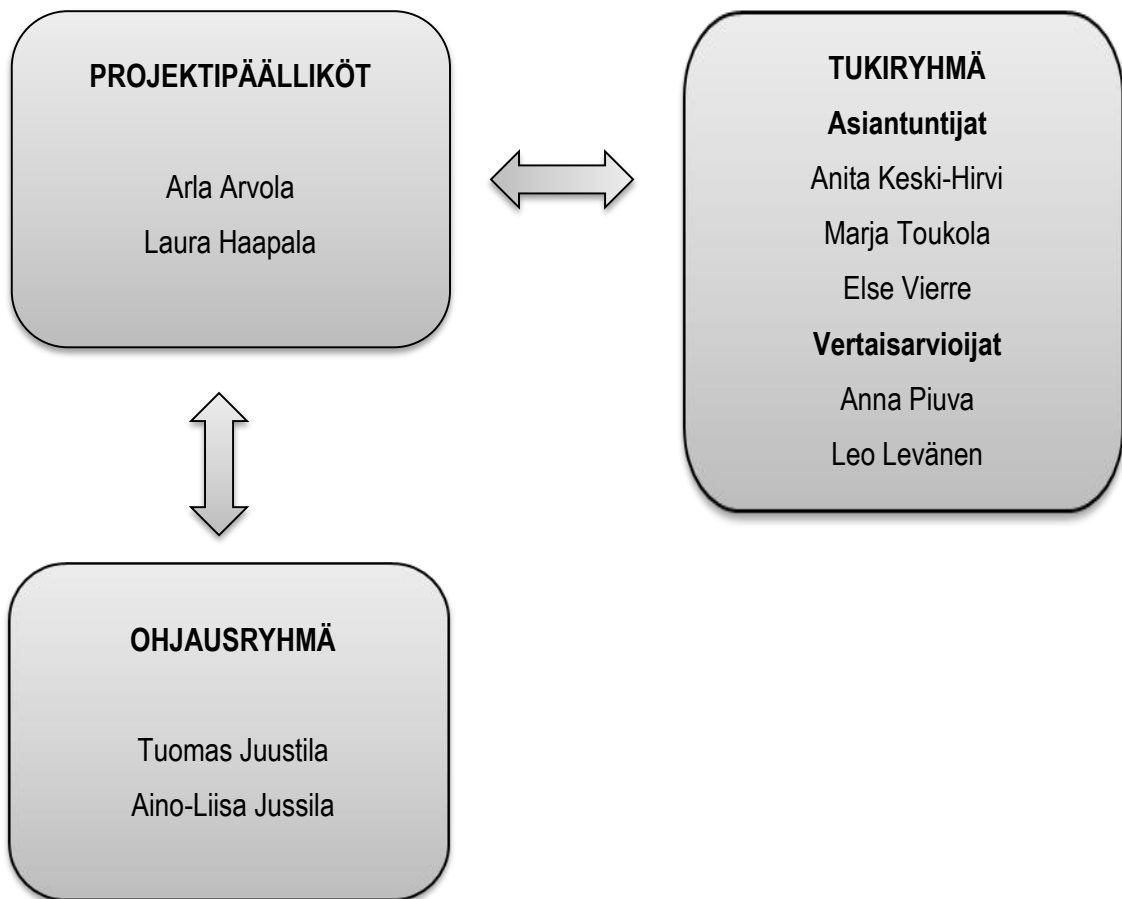 PROJEKTIPÄÄLLIKÖT
Arla Arvola
Laura Haapala
TUKIRYHMÄ
Asiantuntijat
Anita Keski-Hirvi
Marja Toukola
Else Vierre
Vertaisarvioijat
Anna Piuva
Leo Levänen
OHJAUSRYHMÄ
Tuomas Juustila
Aino-Liisa Jussila